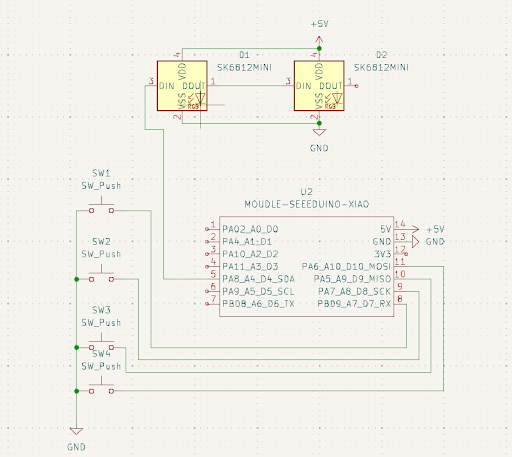 +5V
D1
SK6812MINI
D2
SK6812MINI
4
VDD
3
DIN
DOUT
1
VSS
RGB
2
4
VDD
3
DIN
DOUT
1
VSS
RGB
2
GND
SW1
SW_Push
SW2
SW_Push
SW3
SW_Push
SW4
SW_Push
GND
U2
MOUDLE-SEEEDUINO-XIAO
1 PA02_A0_D0
2 PA4_A1_D1
3 PA10_A2_D2
4 PA11_A3_D3
5 PA8_A4_D4_SDA
6 PA9_A5_D5_SCL
7 PB08_A6_D6_TX
5V 14 +5V
GND 13 GND
3V3 12
PA6_A10_D10_MOSI 11
PA5_A9_D9_MISO 10
PA7_A8_D8_SCK 9
PB09_A7_D7_RX 8